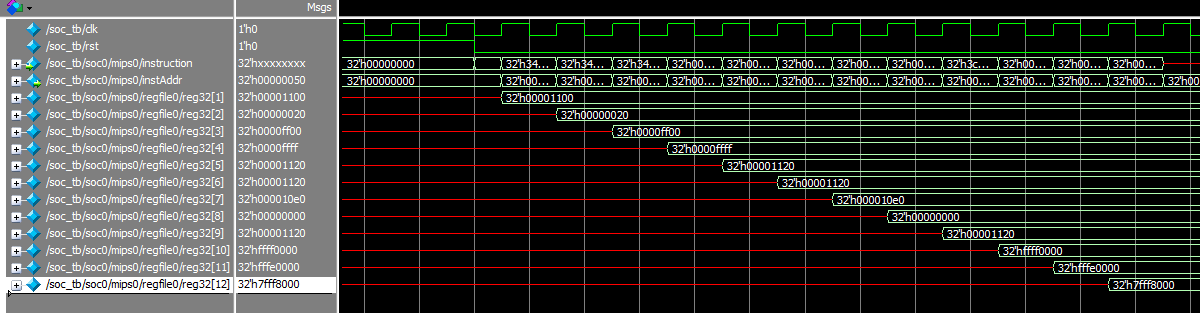 Msgs
/soc_tb/clk 1'h0
/soc_tb/rst 1'h0
/soc_tb/soc0/mips0/instruction 32'hxxxxxxxx 32'h00000000 32'h34... 32'h34... 32'h34... 32'h00... 32'h00... 32'h00... 32'h00... 32'h00... 32'h3c... 32'h00... 32'h00... 32'h00...
/soc_tb/soc0/mips0/instAddr 32'h00000050 32'h00000000 32'h00... 32'h00... 32'h00... 32'h00... 32'h00... 32'h00... 32'h00... 32'h00... 32'h00... 32'h00... 32'h00... 32'h00... 32'h00...
/soc_tb/soc0/mips0/regfile0/reg32[1] 32'h00001100 32'h00001100
/soc_tb/soc0/mips0/regfile0/reg32[2] 32'h00000020 32'h00000020
/soc_tb/soc0/mips0/regfile0/reg32[3] 32'h0000ff00 32'h0000ff00
/soc_tb/soc0/mips0/regfile0/reg32[4] 32'h0000ffff 32'h0000ffff
/soc_tb/soc0/mips0/regfile0/reg32[5] 32'h00001120 32'h00001120
/soc_tb/soc0/mips0/regfile0/reg32[6] 32'h00001120 32'h00001120
/soc_tb/soc0/mips0/regfile0/reg32[7] 32'h000010e0 32'h000010e0
/soc_tb/soc0/mips0/regfile0/reg32[8] 32'h00000000 32'h00000000
/soc_tb/soc0/mips0/regfile0/reg32[9] 32'h00001120 32'h00001120
/soc_tb/soc0/mips0/regfile0/reg32[10] 32'hffff0000 32'hffff0000
/soc_tb/soc0/mips0/regfile0/reg32[11] 32'hfffe0000 32'hfffe0000
/soc_tb/soc0/mips0/regfile0/reg32[12] 32'h7fff8000 32'h7fff8000